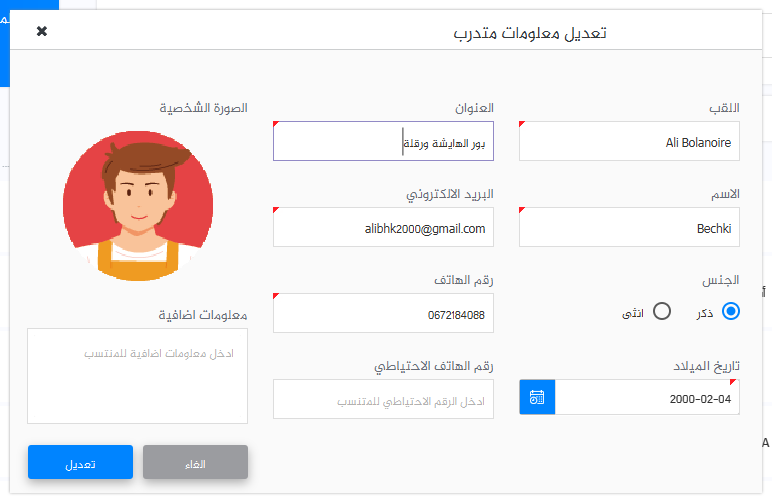 تعديل معلومات متدرب
✖
اللقب
Ali Bolanoire
الاسم
Bechki
الجنس
ذكر
انثى
تاريخ الميلاد
2000-02-04
العنوان
بور الهايشة ورقلة
البريد الالكتروني
alibhk2000@gmail.com
رقم الهاتف
0672184088
رقم الهاتف الاحتياطي
ادخل الرقم الاحتياطي للمتنسب
الصورة الشخصية
معلومات اضافية
ادخل معلومات اضافية للمنتسب
الغاء
تعديل
A